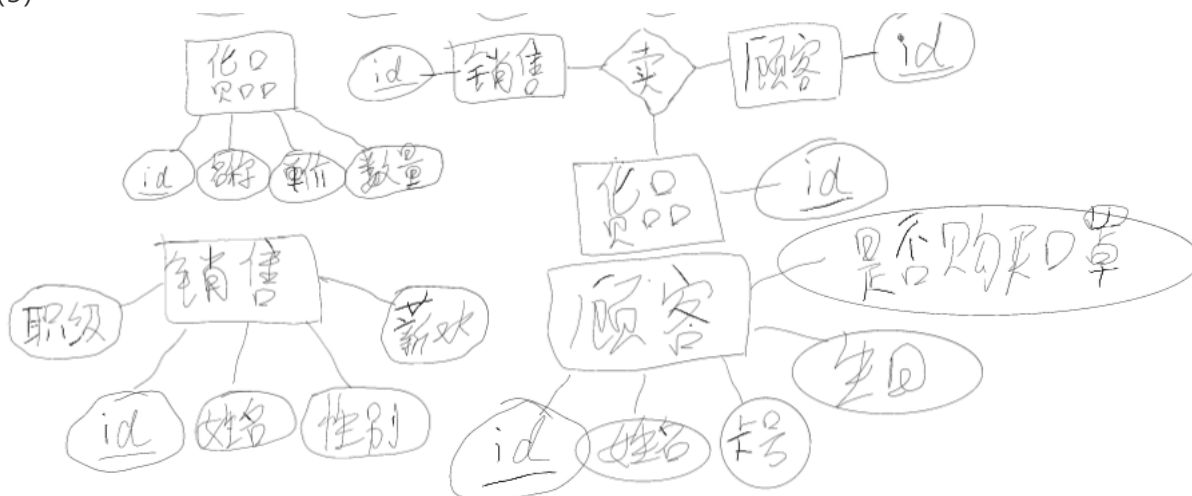 货品
id
销售
卖
顾客
id
id
名称
单价
数量
货品
id
销售
是否购买口罩
职级
薪水
顾客
生日
id
姓名
性别
id
姓名
卡号